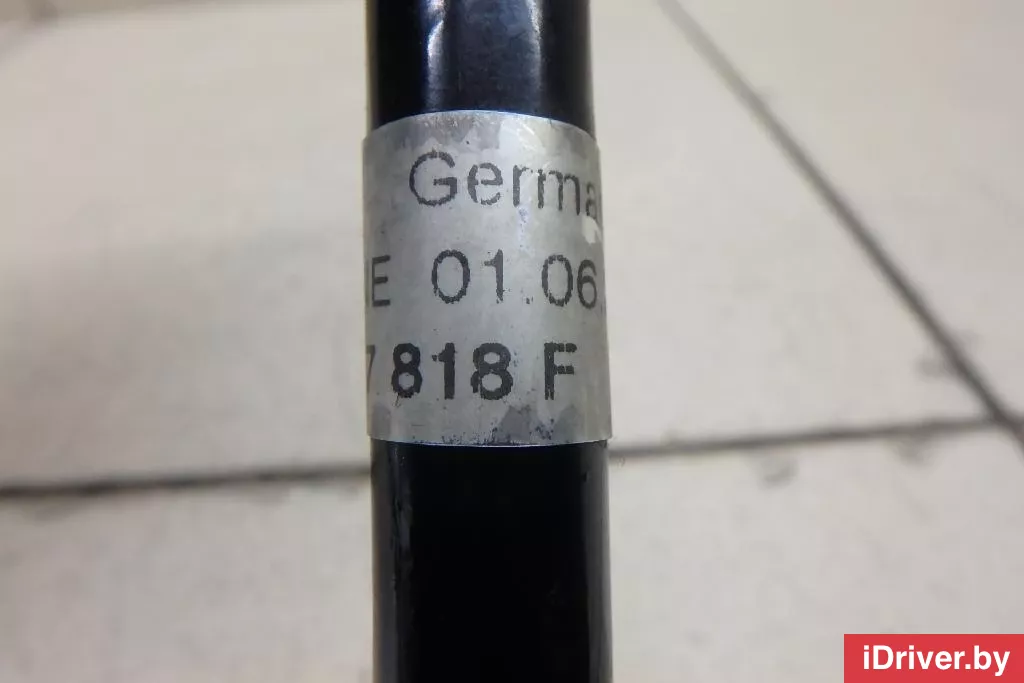 Germa
E 01.06.
7 818 F
iDriver.by